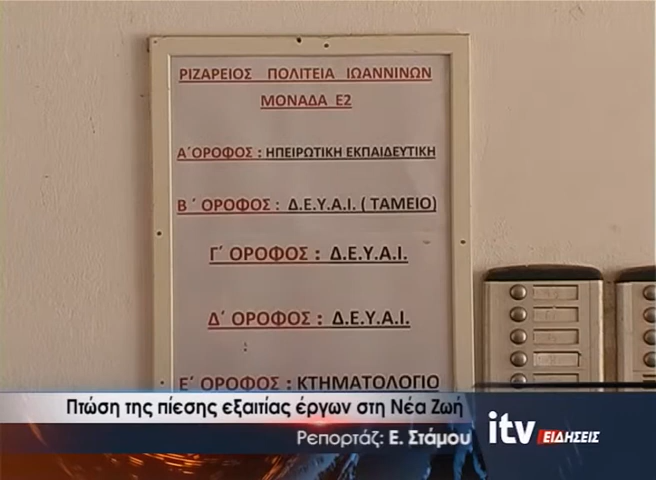 ΡΙΖΑΡΕΙΟΣ ΠΟΛΙΤΕΙΑ ΙΩΑΝΝΙΝΩΝ
ΜΟΝΑΔΑ Ε2
Α΄ΟΡΟΦΟΣ : ΗΠΕΙΡΩΤΙΚΗ ΕΚΠΑΙΔΕΥΤΙΚΗ
Β ΄ ΟΡΟΦΟΣ : Δ.Ε.Υ.Α.Ι. ( ΤΑΜΕΙΟ)
Γ΄ ΟΡΟΦΟΣ : Δ.Ε.Υ.Α.Ι.
Δ΄ ΟΡΟΦΟΣ : Δ.Ε.Υ.Α.Ι.
Ε΄ ΟΡΟΦΟΣ : ΚΤΗΜΑΤΟΛΟΓΙΟ
Πτώση της πίεσης εξαιτίας έργων στη Νέα Ζωή
Ρεπορτάζ: Ε. Στάμου
itv ΕΙΔΗΣΕΙΣ